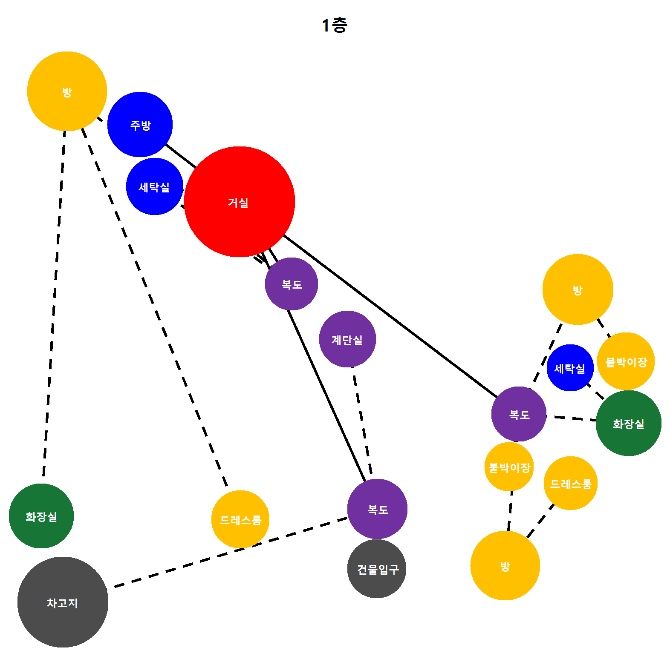 1층
방
주방
세탁실
거실
복도
계단실
방
붙박이장
세탁실
복도
화장실
붙박이장
드레스룸
화장실
드레스룸
복도
방
건물입구
차고지